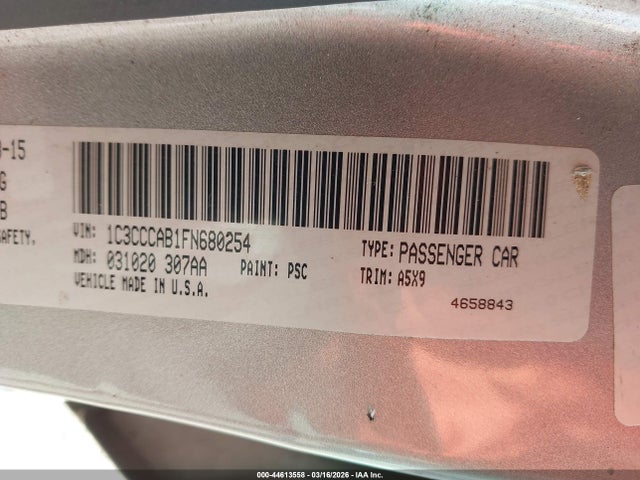 -15
G
B
SAFETY.
VIN: 1C3CCCAB1FN680254
TYPE: PASSENGER CAR
MDH: 031020 307AA PAINT: PSC
TRIM: A5X9
VEHICLE MADE IN U.S.A.
4658843
000-44613558 - 03/16/2026 - IAA Inc.